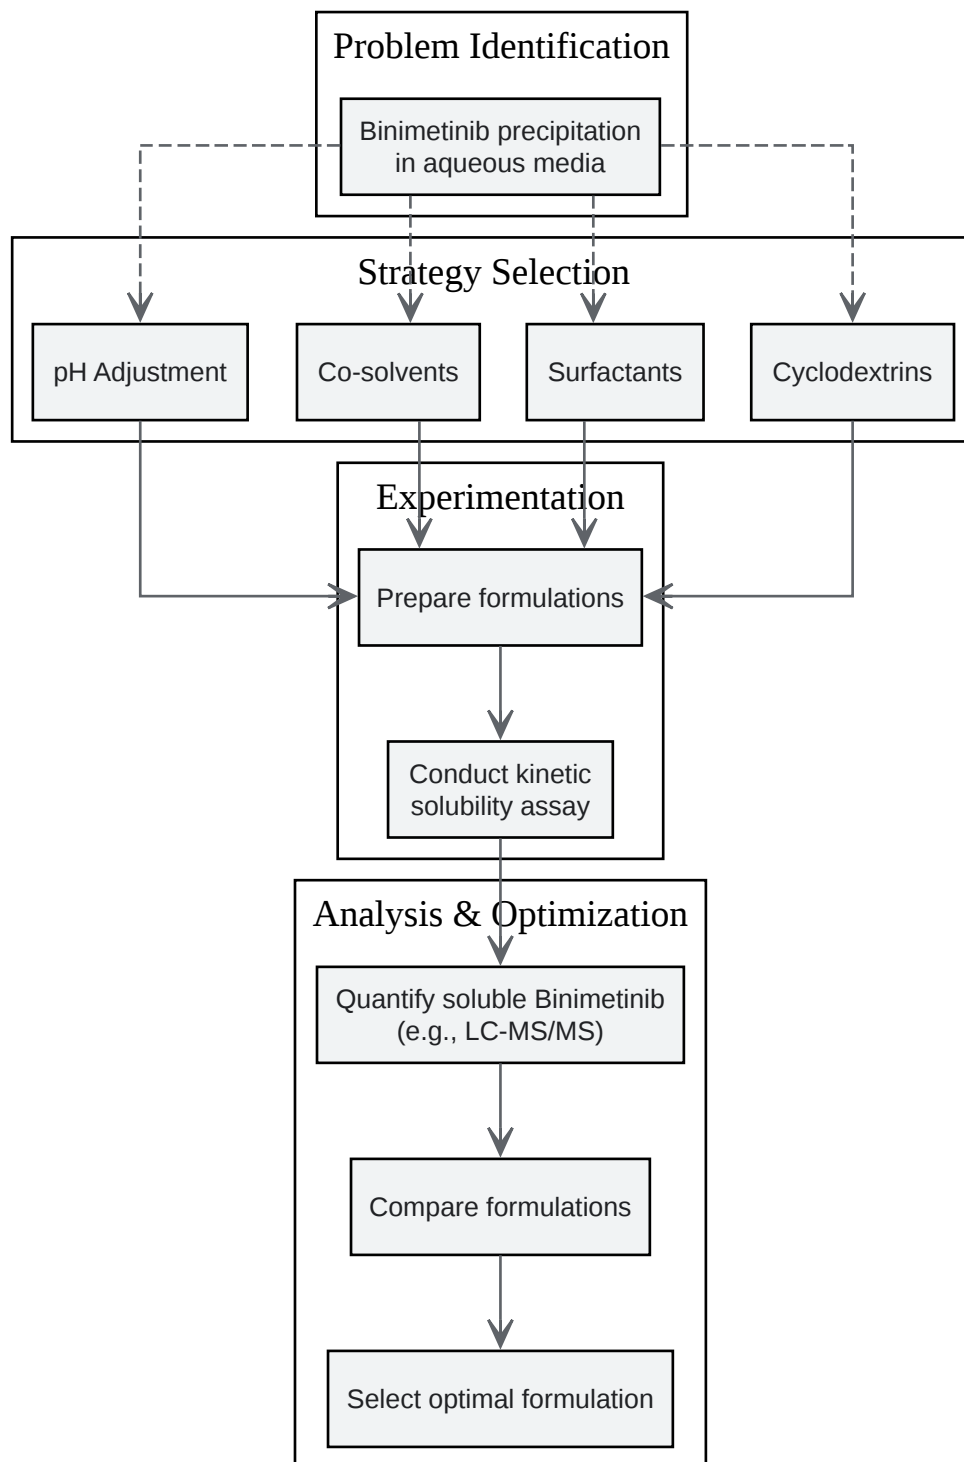 Problem Identification
Binimetinib precipitation
in aqueous media
Strategy Selection
pH Adjustment
Co-solvents
Surfactants
Cyclodextrins
Experimentation
Prepare formulations
Conduct kinetic
solubility assay
Analysis & Optimization
Quantify soluble Binimetinib
(e.g., LC-MS/MS)
Compare formulations
Select optimal formulation